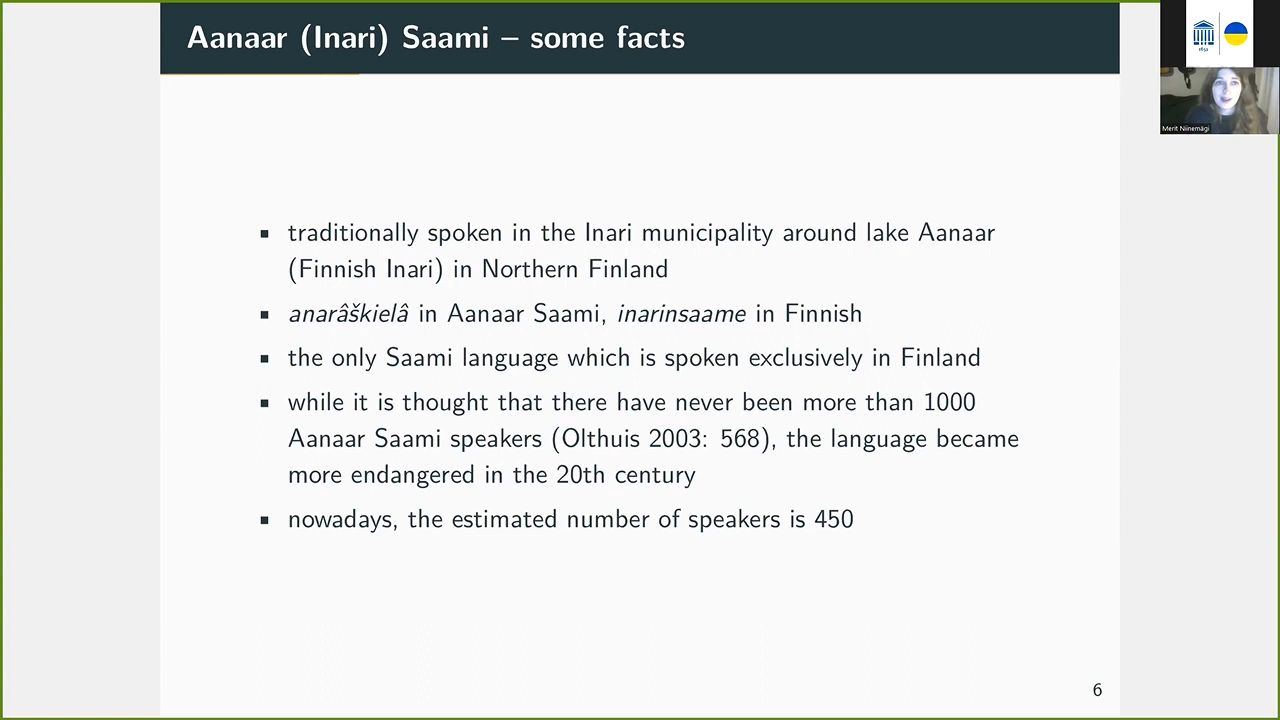 Aanaar (Inari) Saami – some facts
1632
Merit Niinemägi
▪ traditionally spoken in the Inari municipality around lake Aanaar
(Finnish Inari) in Northern Finland
▪ anarâškielâ in Aanaar Saami, inarinsaame in Finnish
▪ the only Saami language which is spoken exclusively in Finland
▪ while it is thought that there have never been more than 1000
Aanaar Saami speakers (Olthuis 2003: 568), the language became
more endangered in the 20th century
▪ nowadays, the estimated number of speakers is 450
6